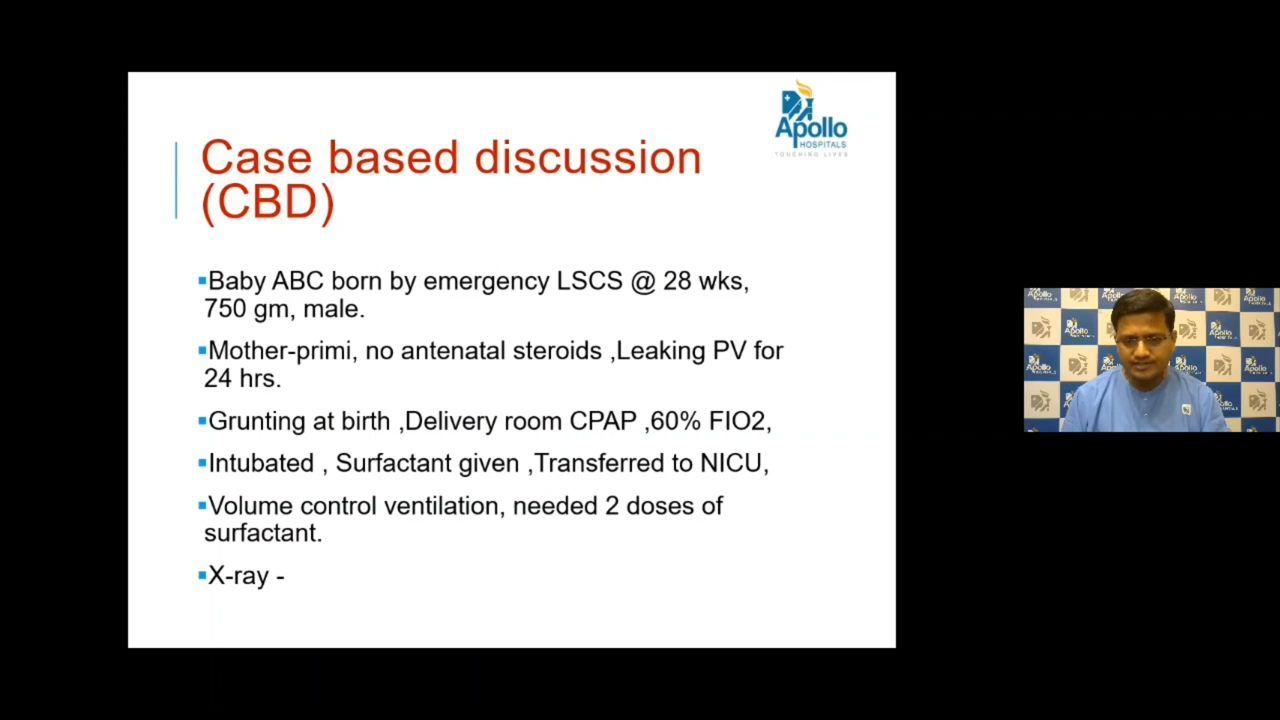 Apollo
HOSPITALS
TOUCHING LIVES
Case based discussion
(CBD)
▪Baby ABC born by emergency LSCS @ 28 wks,
750 gm, male.
▪Mother-primi, no antenatal steroids ,Leaking PV for
24 hrs.
▪Grunting at birth ,Delivery room CPAP ,60% FIO2,
▪Intubated , Surfactant given ,Transferred to NICU,
▪Volume control ventilation, needed 2 doses of
surfactant.
▪X-ray -